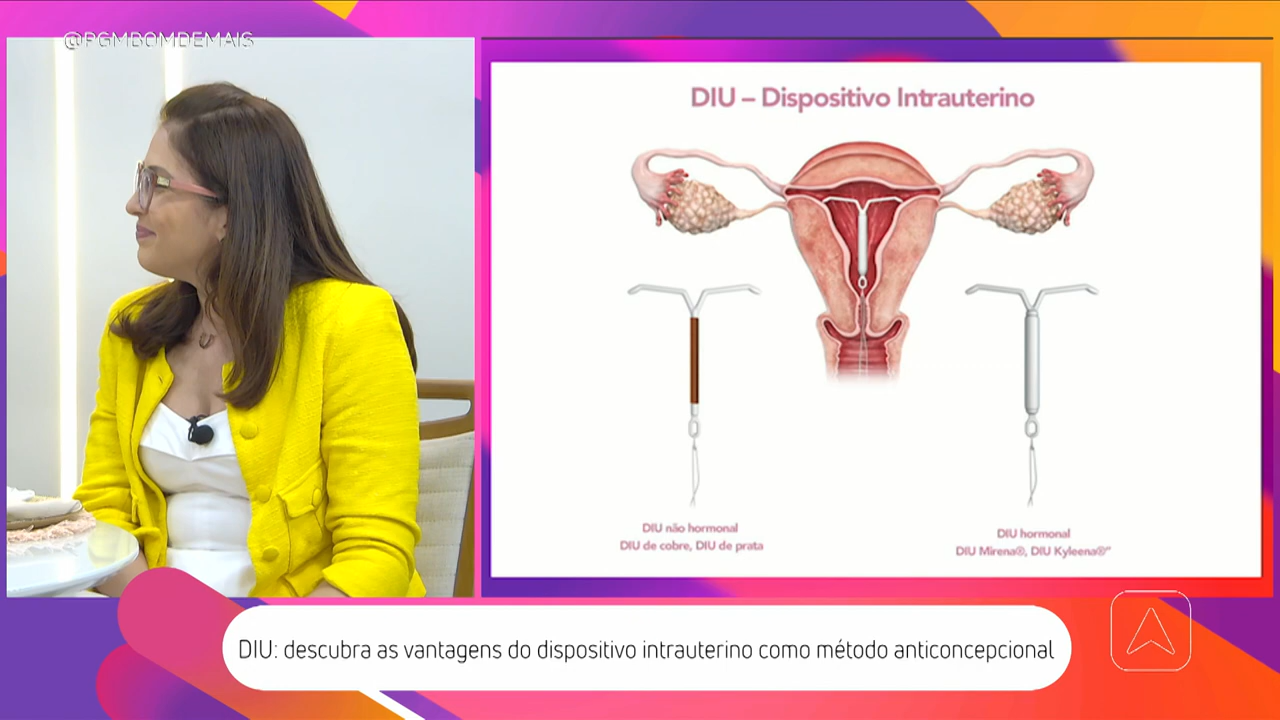 @PGMBOMDEMAIS
DIU – Dispositivo Intrauterino
DIU não hormonal
DIU de cobre, DIU de prata
DIU hormonal
DIU Mirena®, DIU Kyleena®”
DIU: descubra as vantagens do dispositivo intrauterino como método anticoncepcional